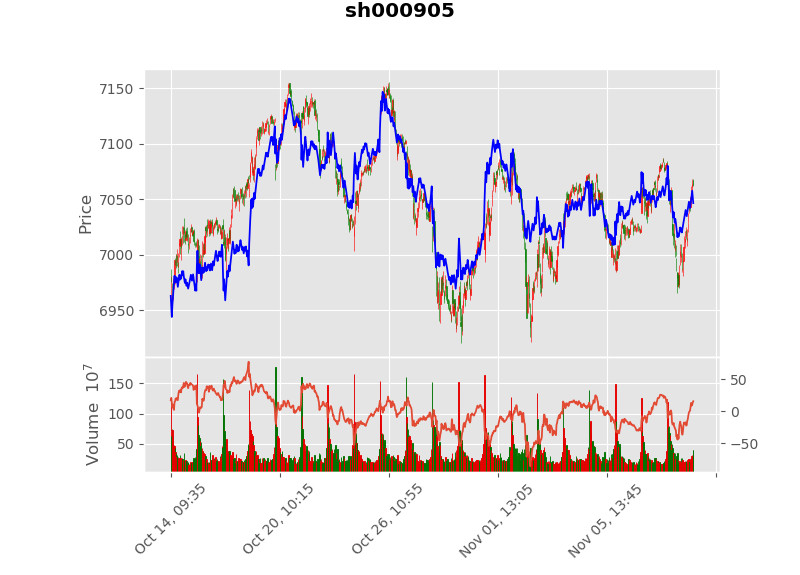 sh000905
Price
7150
7100
7050
7000
6950
Volume 10^7
150
100
50
50
0
−50
Oct 14, 09:35
Oct 20, 10:15
Oct 26, 10:55
Nov 01, 13:05
Nov 05, 13:45